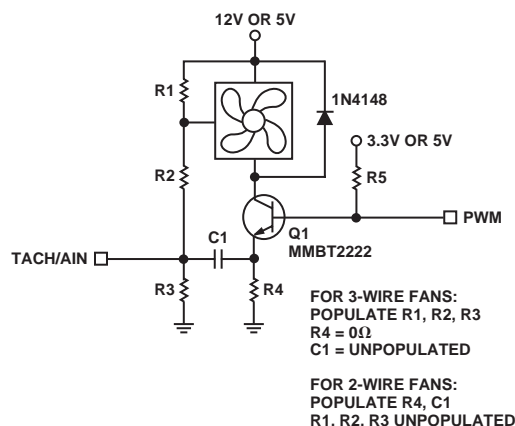 12V OR 5V
R1
1N4148
3.3V OR 5V
R2
R5
PWM
Q1
MMBT2222
C1
TACH/AIN
R3
R4
FOR 3-WIRE FANS:
POPULATE R1, R2, R3
R4 = 0Ω
C1 = UNPOPULATED
FOR 2-WIRE FANS:
POPULATE R4, C1
R1, R2, R3 UNPOPULATED